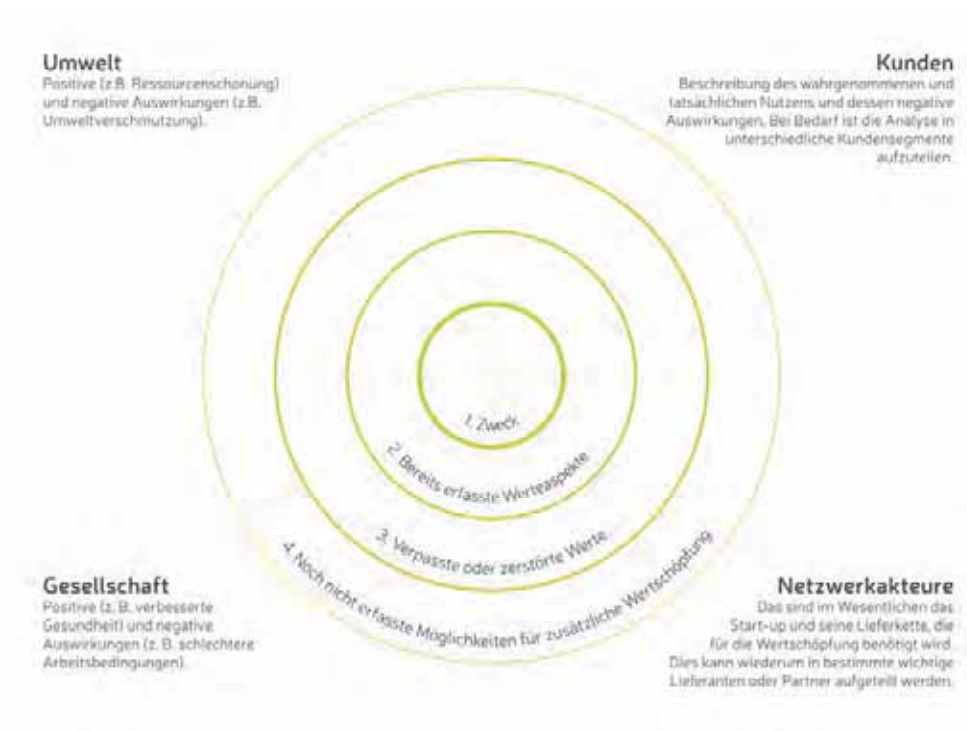 Umwelt
Positive (z.B. Ressourcenschonung)
und negative Auswirkungen (z.B.
Umweltverschmutzung).
Kunden
Beschreibung des wahrgenommenen und
tatsächlichen Nutzens und dessen negative
Auswirkungen. Bei Bedarf ist die Analyse in
unterschiedliche Kundensegmente
aufzuteilen.
1. Zweck
2. Bereits erfasste Werteaspekte
3. Verpasste oder zerstörte Werte
4. Noch nicht erfasste Möglichkeiten für zusätzliche Wertschöpfung
Gesellschaft
Positive (z. B. verbesserte
Gesundheit) und negative
Auswirkungen (z. B. schlechtere
Arbeitsbedingungen).
Netzwerkakteure
Das sind im Wesentlichen das
Start-up und seine Lieferkette, die
für die Wertschöpfung benötigt wird.
Dies kann wiederum in bestimmte wichtige
Lieferanten oder Partner aufgeteilt werden.